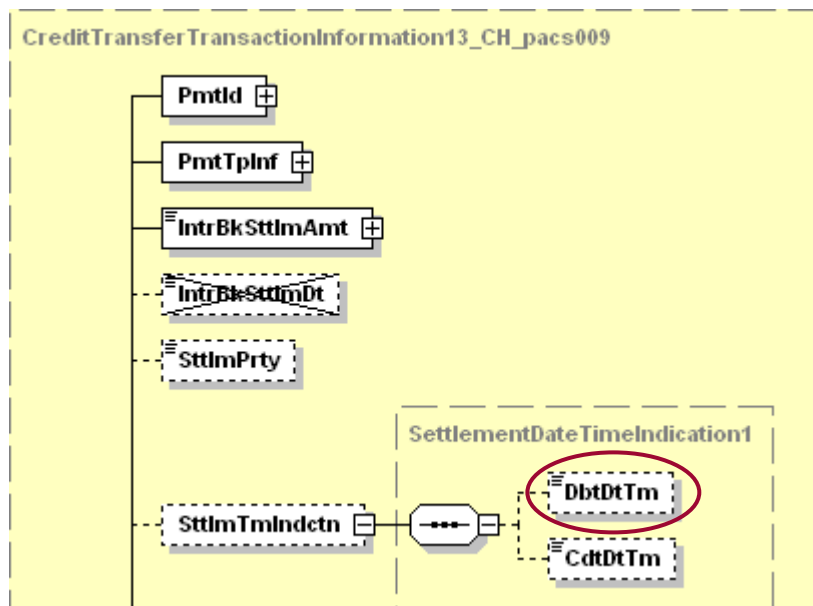 CreditTransferTransactionInformation13_CH_pacs009
PmtId
PmtTpInf
IntrBkSttlmAmt
IntrBkSttlmDt
SttlmPrty
SettlementDateTimeIndication1
DbtDtTm
SttlmTmIndctn
CdtDtTm